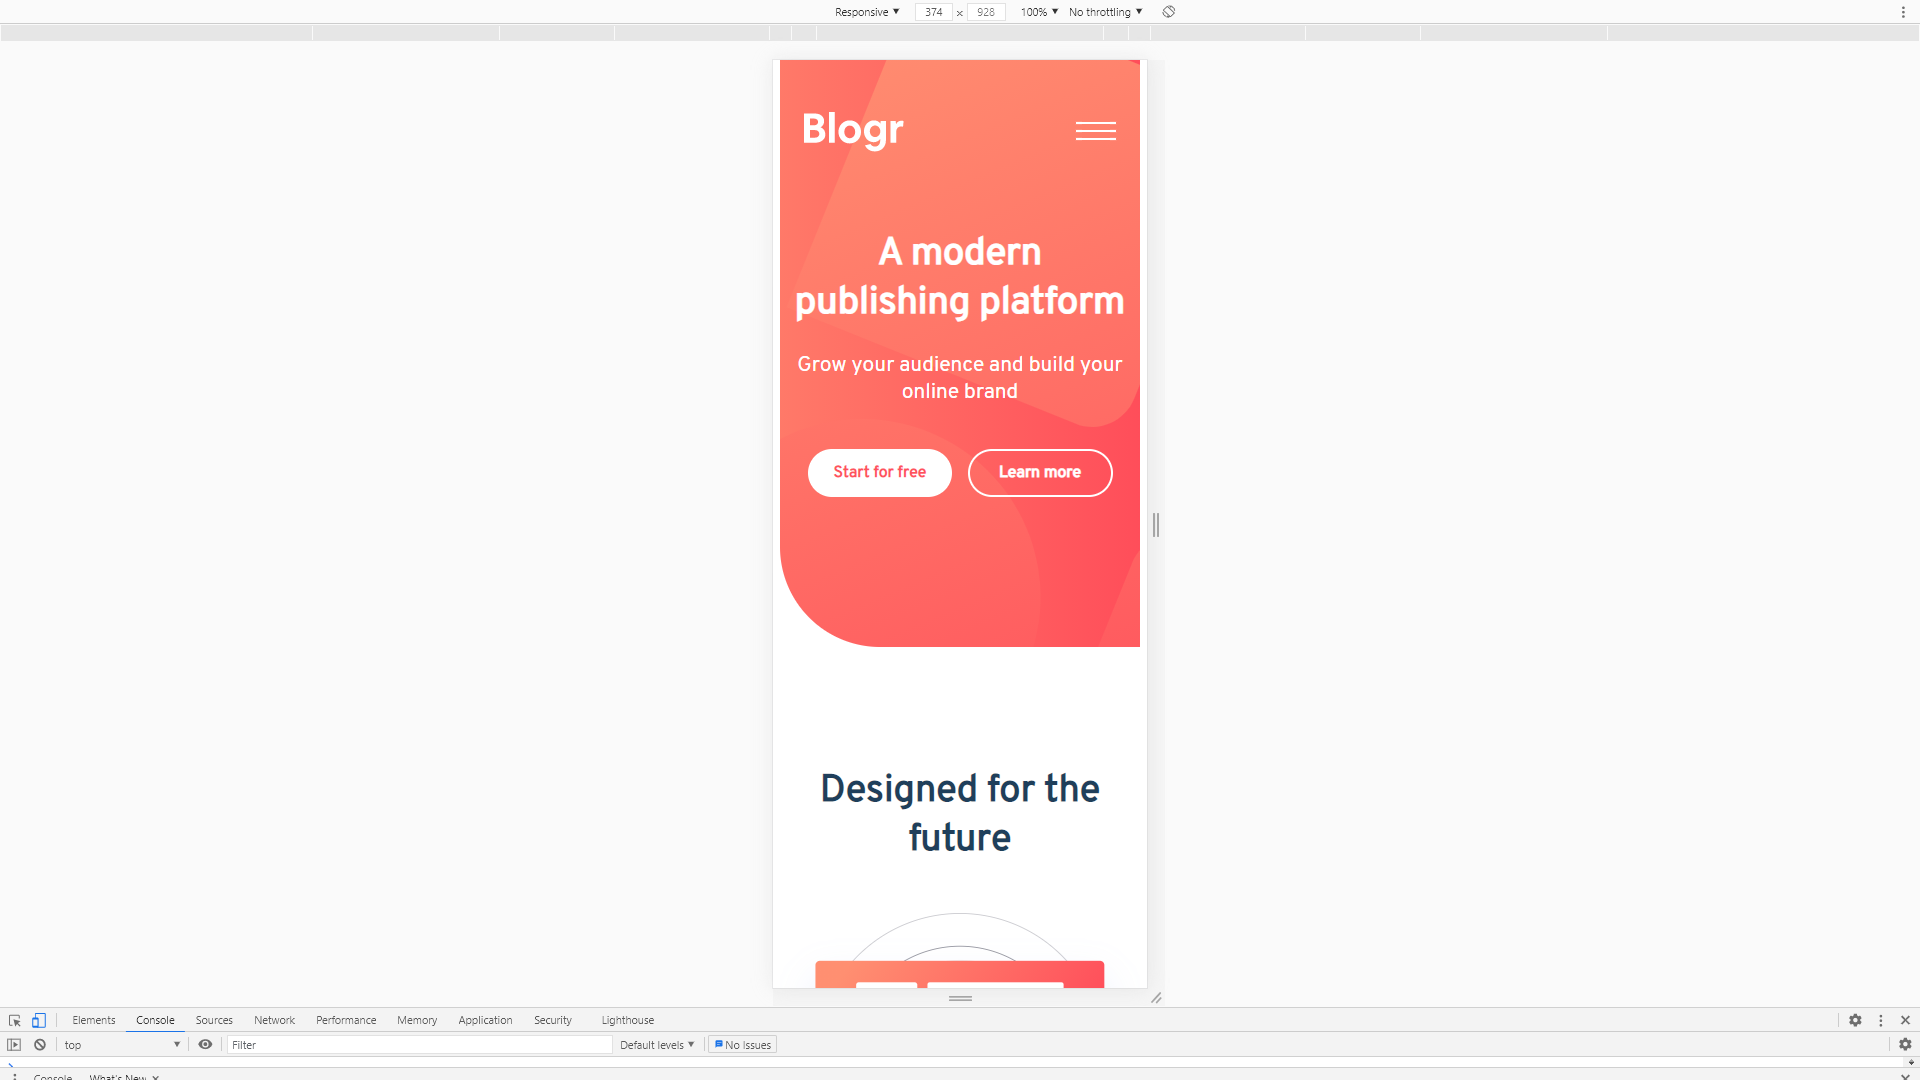 Responsive ▼ 374 × 928 100% ▼ No throttling ▼
Blogr
A modern
publishing platform
Grow your audience and build your
online brand
Start for free Learn more
Designed for the
future
Elements Console Sources Network Performance Memory Application Security Lighthouse
top ▼ Filter Default levels ▼ No Issues
Console What's New ×